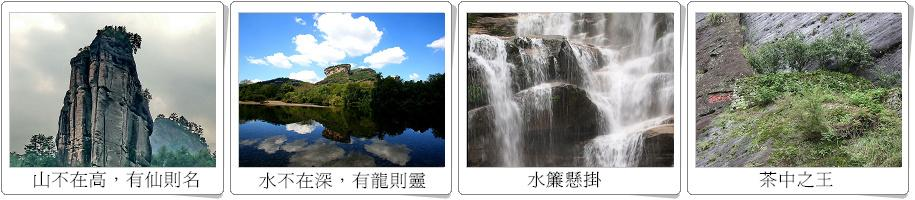 山不在高，有仙則名
水不在深，有龍則靈
水簾懸掛
茶中之王